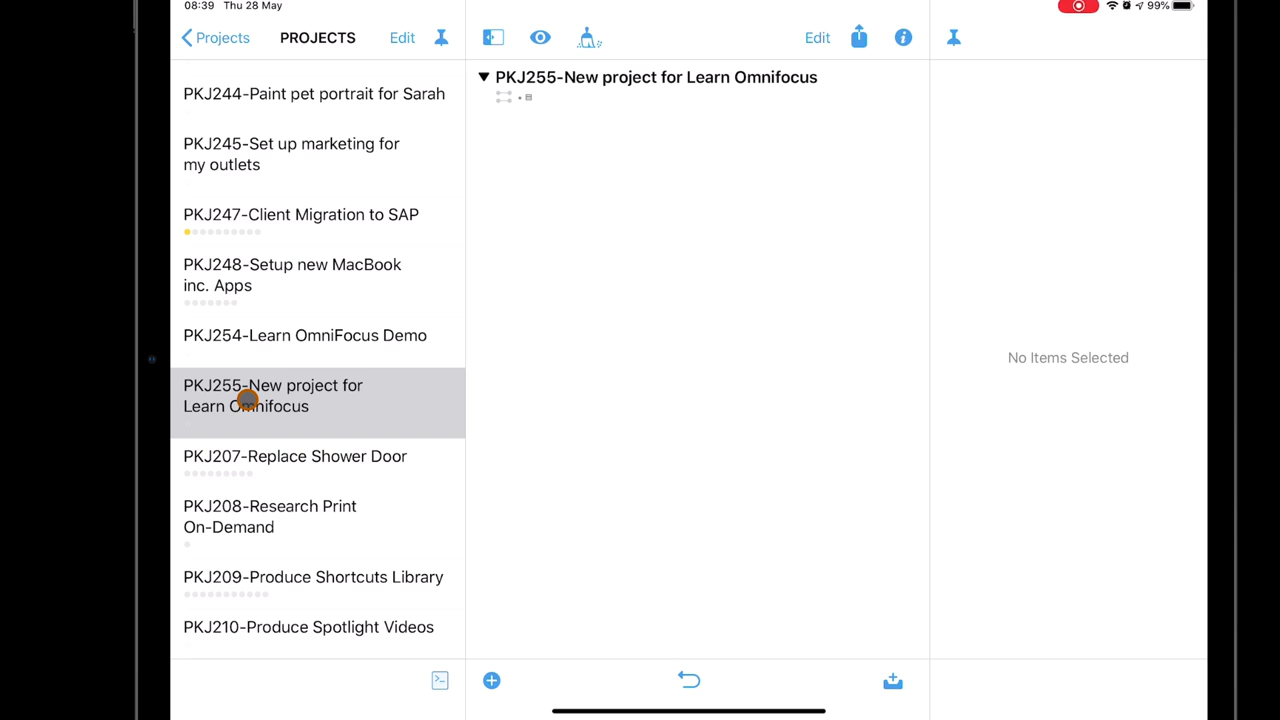 08:39 Thu 28 May
99%
Projects
PROJECTS
Edit
Edit
PKJ244-Paint pet portrait for Sarah
PKJ245-Set up marketing for
my outlets
PKJ247-Client Migration to SAP
PKJ248-Setup new MacBook
inc. Apps
PKJ254-Learn OmniFocus Demo
PKJ255-New project for
Learn Omnifocus
PKJ207-Replace Shower Door
PKJ208-Research Print
On-Demand
PKJ209-Produce Shortcuts Library
PKJ210-Produce Spotlight Videos
PKJ255-New project for Learn Omnifocus
No Items Selected